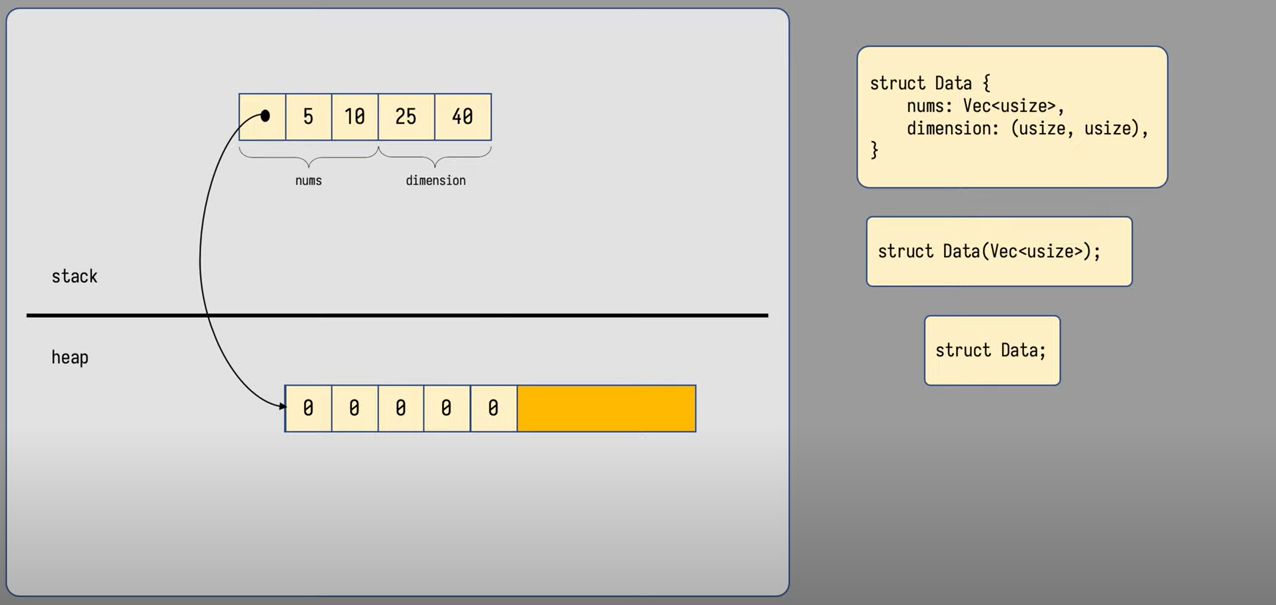 5 10 25 40
nums dimension
stack
heap
0 0 0 0 0
struct Data {
    nums: Vec<usize>,
    dimension: (usize, usize),
}
struct Data(Vec<usize>);
struct Data;